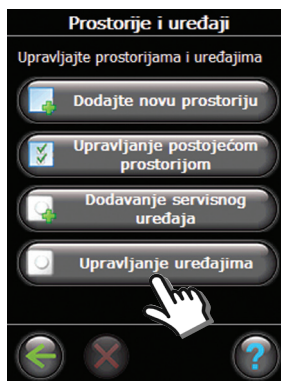 Prostorije i uređaji
Upravljajte prostorijama i uređajima
Dodajte novu prostoriju
Upravljanje postojećom
prostorijom
Dodavanje servisnog
uređaja
Upravljanje uređajima
?